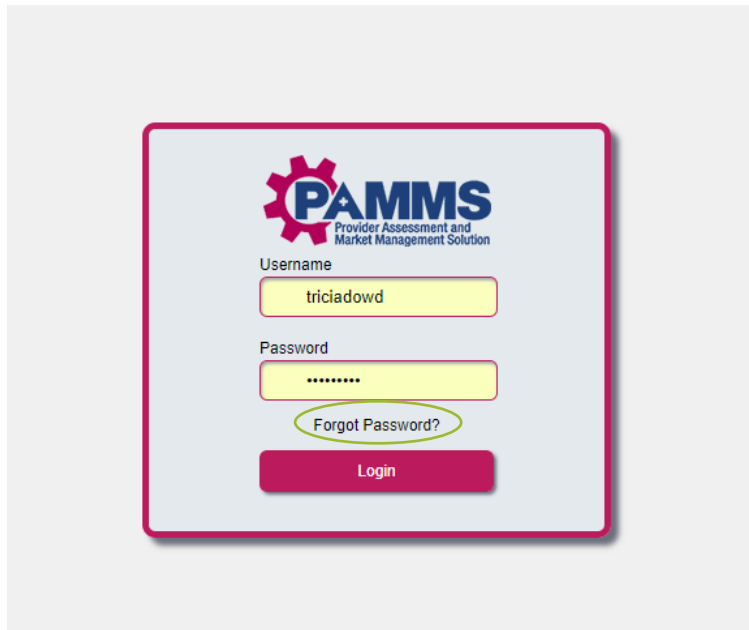 PAMMS
Provider Assessment and
Market Management Solution
Username
triciadowd
Password
•••••••••
Forgot Password?
Login